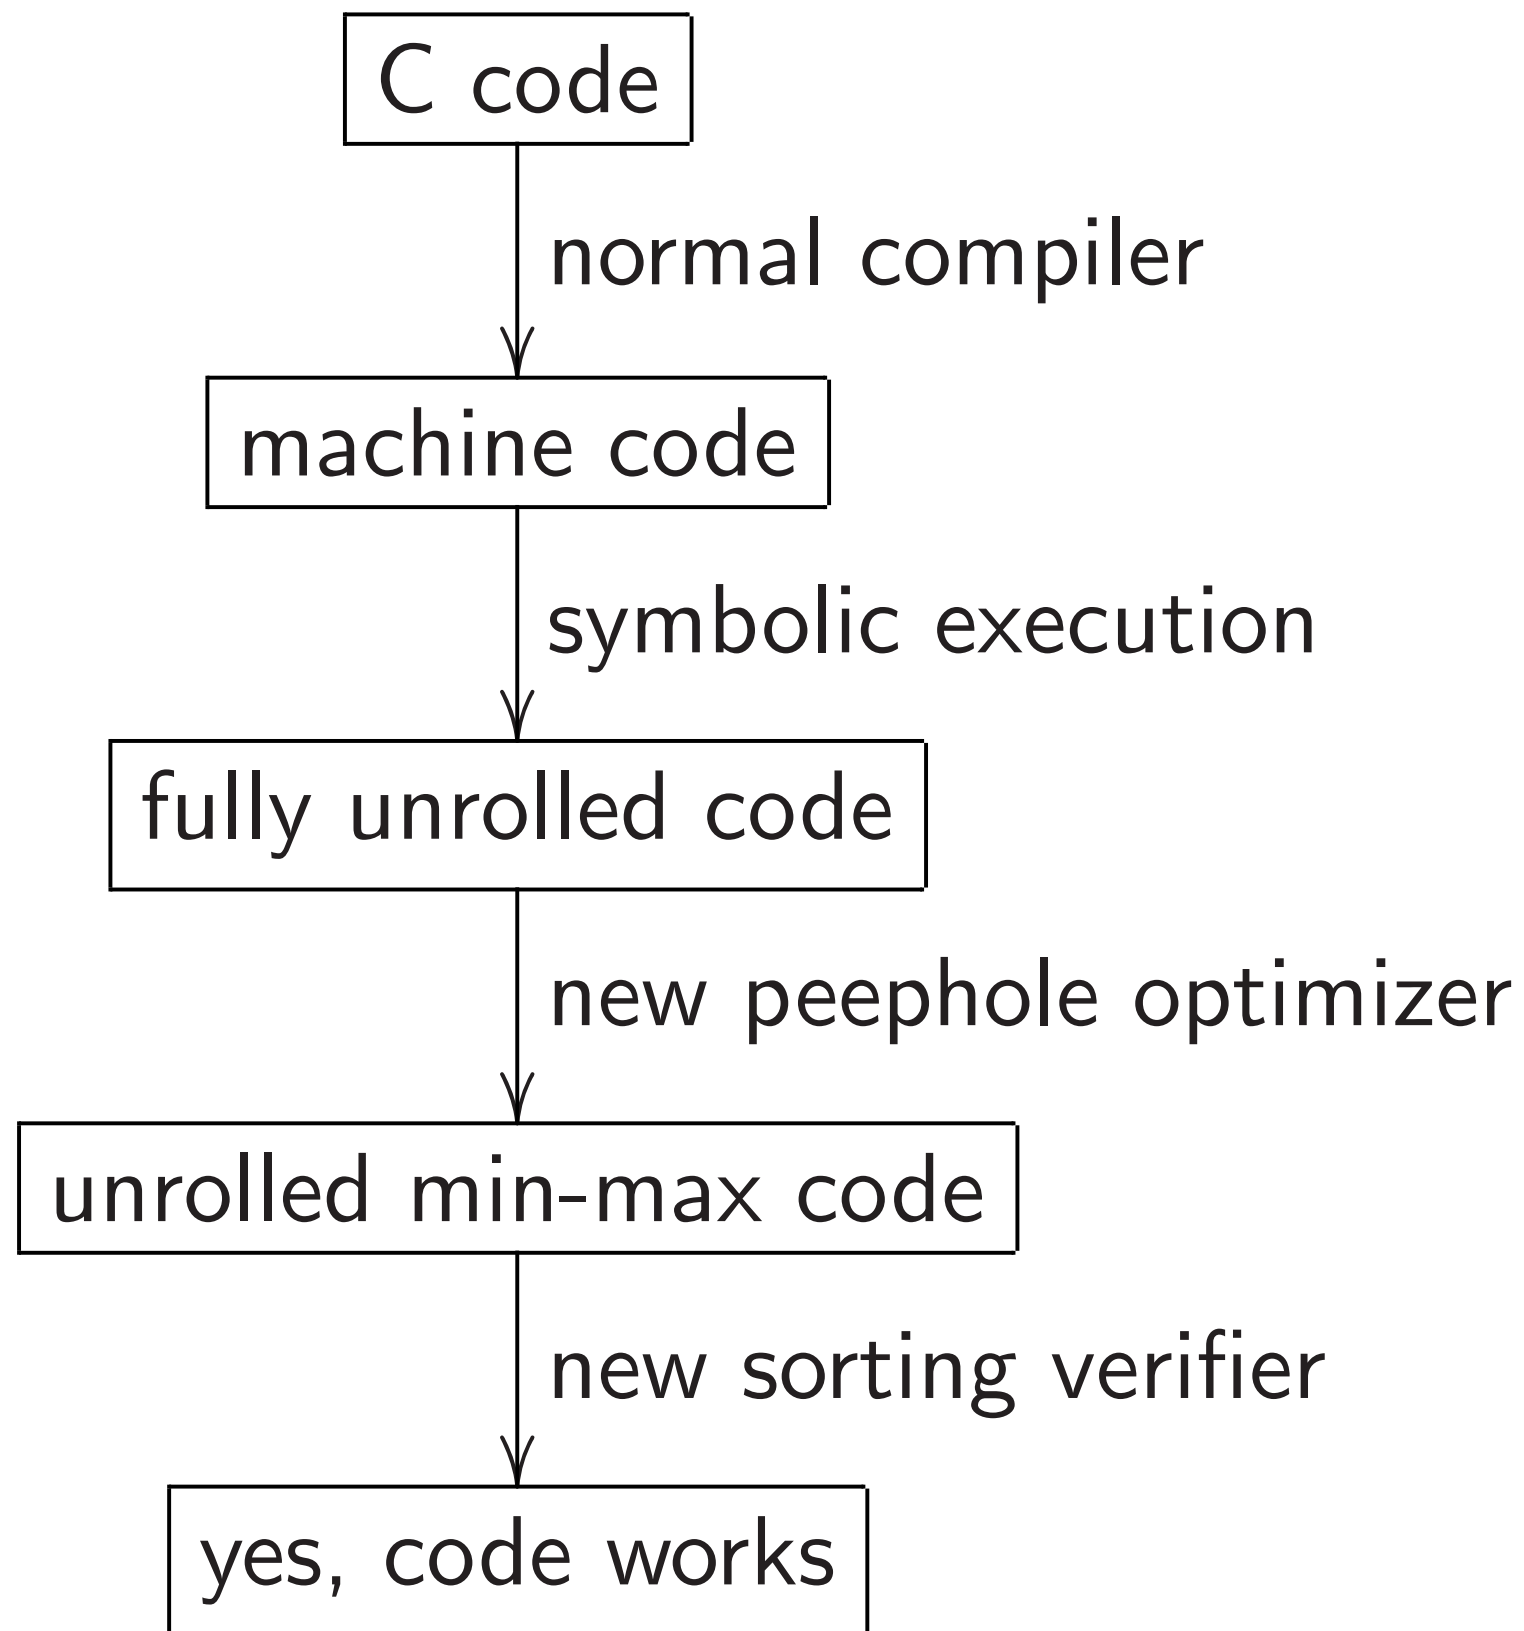 C code
normal compiler
machine code
symbolic execution
fully unrolled code
new peephole optimizer
unrolled min-max code
new sorting verifier
yes, code works